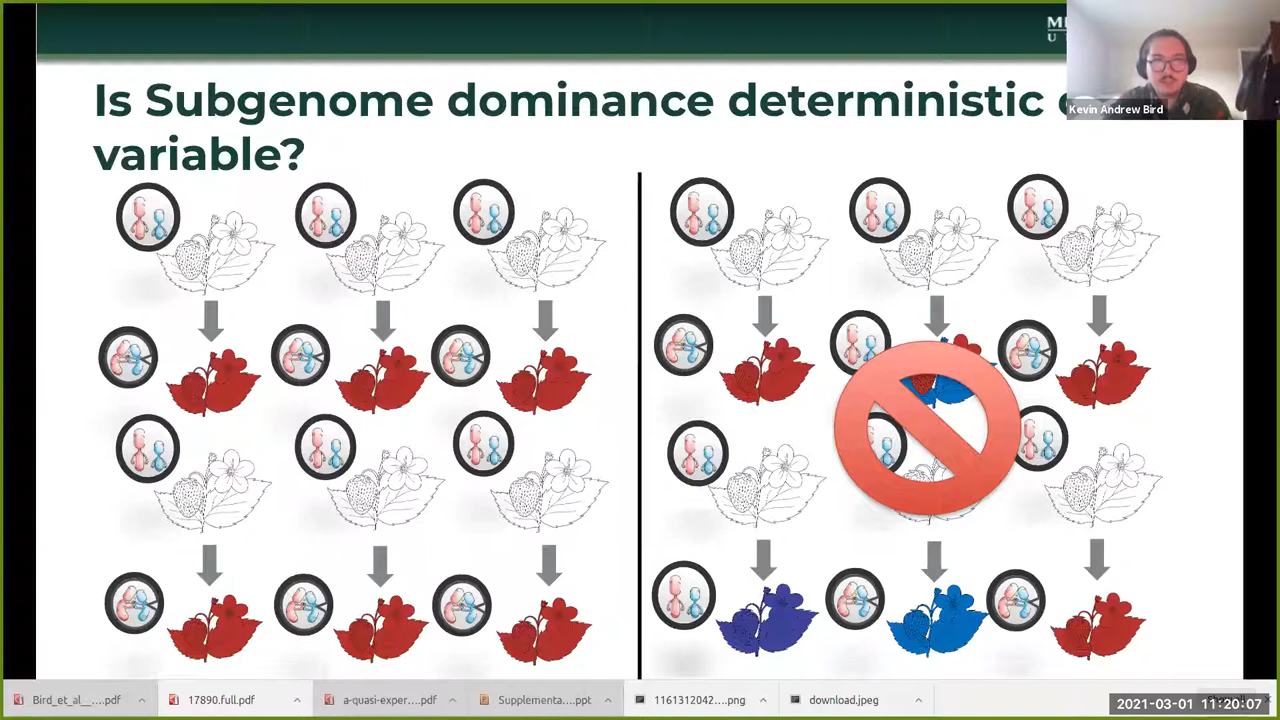 Is Subgenome dominance deterministic
variable?
Kevin Andrew Bird
Bird_et_al_....pdf
17890.full.pdf
a-quasi-exper....pdf
Supplementa....ppt
1161312042....png
download.jpeg
2021-03-01 11:20:07